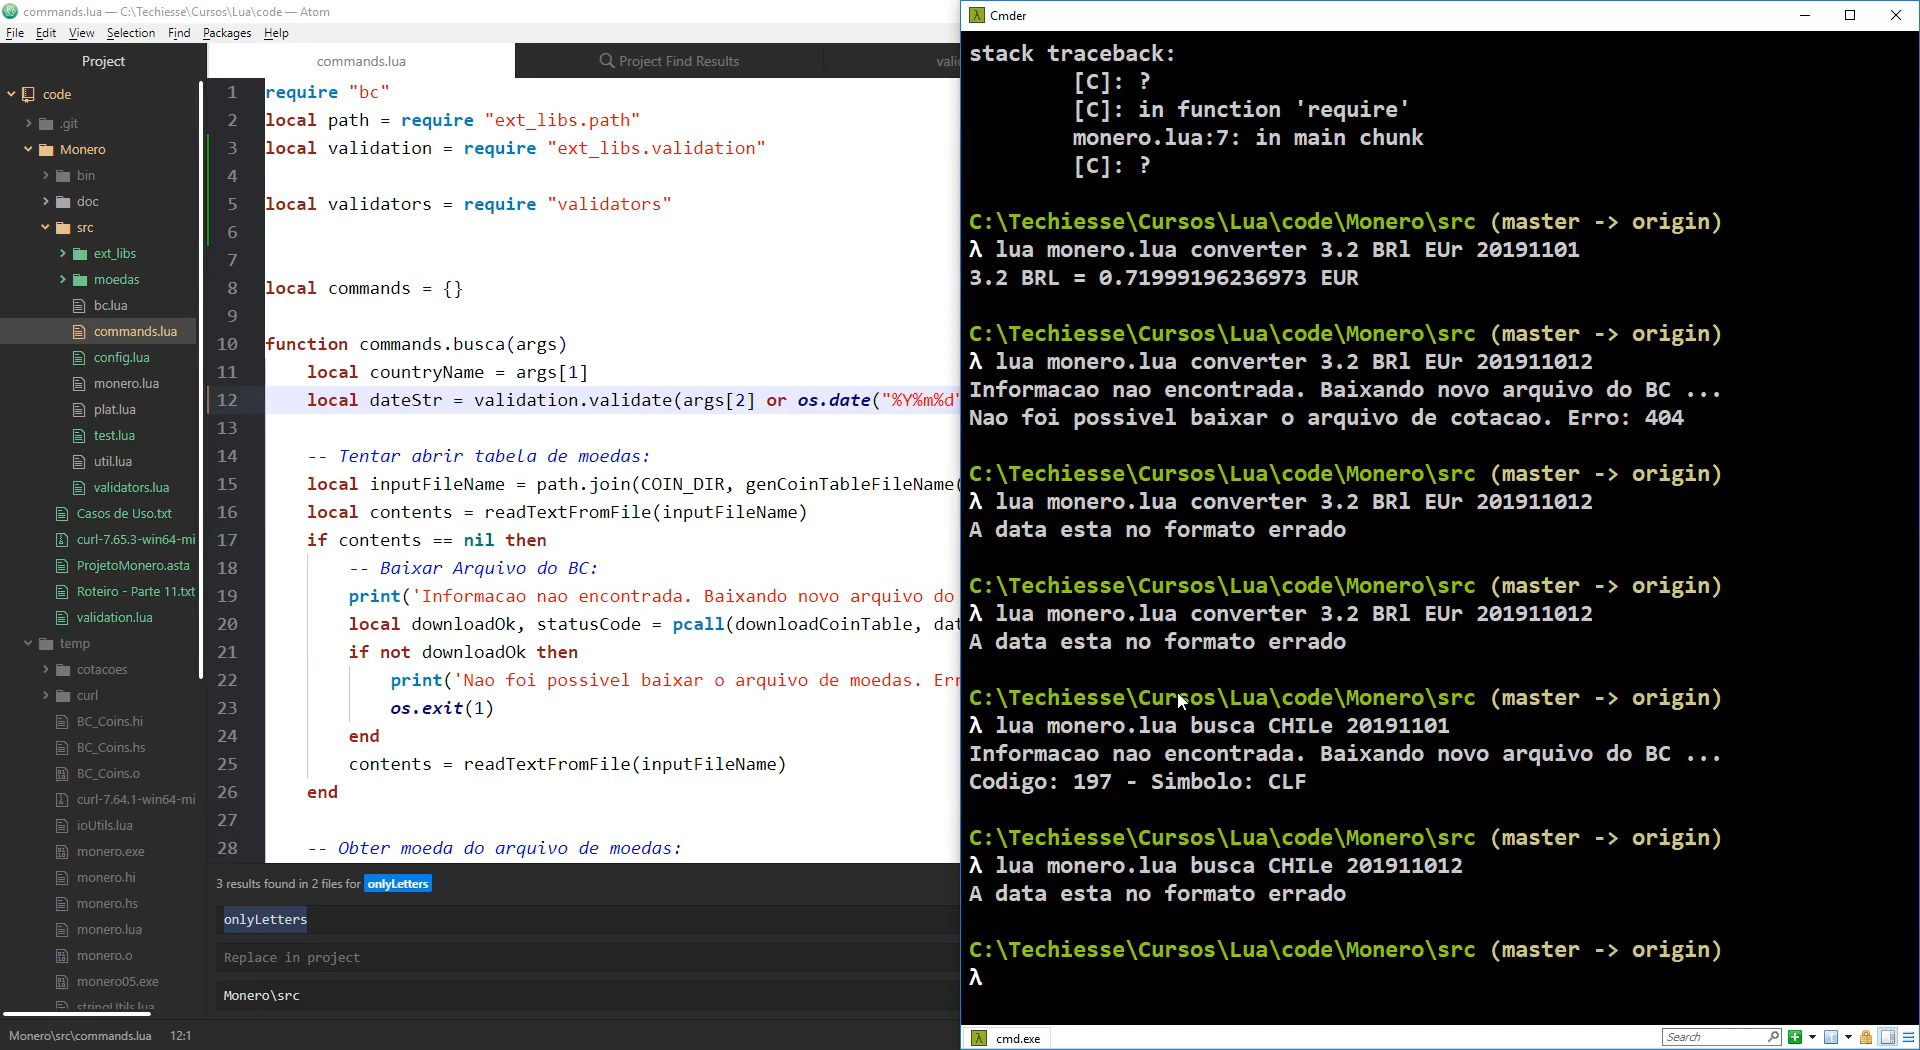 commands.lua — C:\Techiesse\Cursos\Lua\code — Atom
File Edit View Selection Find Packages Help
Project
code
.git
Monero
bin
doc
src
ext_libs
moedas
bc.lua
commands.lua
config.lua
monero.lua
plat.lua
test.lua
util.lua
validators.lua
Casos de Uso.txt
curl-7.65.3-win64-mi
ProjetoMonero.asta
Roteiro - Parte 11.txt
validation.lua
temp
cotacoes
curl
BC_Coins.hi
BC_Coins.hs
BC_Coins.o
curl-7.64.1-win64-mi
ioUtils.lua
monero.exe
monero.hi
monero.hs
monero.lua
monero.o
monero05.exe
stringUtils.lua
commands.lua Project Find Results vali
1 require "bc"
2 local path = require "ext_libs.path"
3 local validation = require "ext_libs.validation"
4
5 local validators = require "validators"
6
7
8 local commands = {}
9
10 function commands.busca(args)
11 local countryName = args[1]
12 local dateStr = validation.validate(args[2] or os.date("%Y%m%d"
13
14 -- Tentar abrir tabela de moedas:
15 local inputFileName = path.join(COIN_DIR, genCoinTableFileName(
16 local contents = readTextFromFile(inputFileName)
17 if contents == nil then
18 -- Baixar Arquivo do BC:
19 print('Informacao nao encontrada. Baixando novo arquivo do
20 local downloadOk, statusCode = pcall(downloadCoinTable, dat
21 if not downloadOk then
22 print('Nao foi possivel baixar o arquivo de moedas. Err
23 os.exit(1)
24 end
25 contents = readTextFromFile(inputFileName)
26 end
27
28 -- Obter moeda do arquivo de moedas:
3 results found in 2 files for onlyLetters
onlyLetters
Replace in project
Monero\src
Monero\src\commands.lua 12:1
Cmder
stack traceback:
[C]: ?
[C]: in function 'require'
monero.lua:7: in main chunk
[C]: ?
C:\Techiesse\Cursos\Lua\code\Monero\src (master -> origin)
λ lua monero.lua converter 3.2 BRl EUr 20191101
3.2 BRL = 0.71999196236973 EUR
C:\Techiesse\Cursos\Lua\code\Monero\src (master -> origin)
λ lua monero.lua converter 3.2 BRl EUr 201911012
Informacao nao encontrada. Baixando novo arquivo do BC ...
Nao foi possivel baixar o arquivo de cotacao. Erro: 404
C:\Techiesse\Cursos\Lua\code\Monero\src (master -> origin)
λ lua monero.lua converter 3.2 BRl EUr 201911012
A data esta no formato errado
C:\Techiesse\Cursos\Lua\code\Monero\src (master -> origin)
λ lua monero.lua converter 3.2 BRl EUr 201911012
A data esta no formato errado
C:\Techiesse\Cursos\Lua\code\Monero\src (master -> origin)
λ lua monero.lua busca CHILe 20191101
Informacao nao encontrada. Baixando novo arquivo do BC ...
Codigo: 197 - Simbolo: CLF
C:\Techiesse\Cursos\Lua\code\Monero\src (master -> origin)
λ lua monero.lua busca CHILe 201911012
A data esta no formato errado
C:\Techiesse\Cursos\Lua\code\Monero\src (master -> origin)
λ
cmd.exe
Search